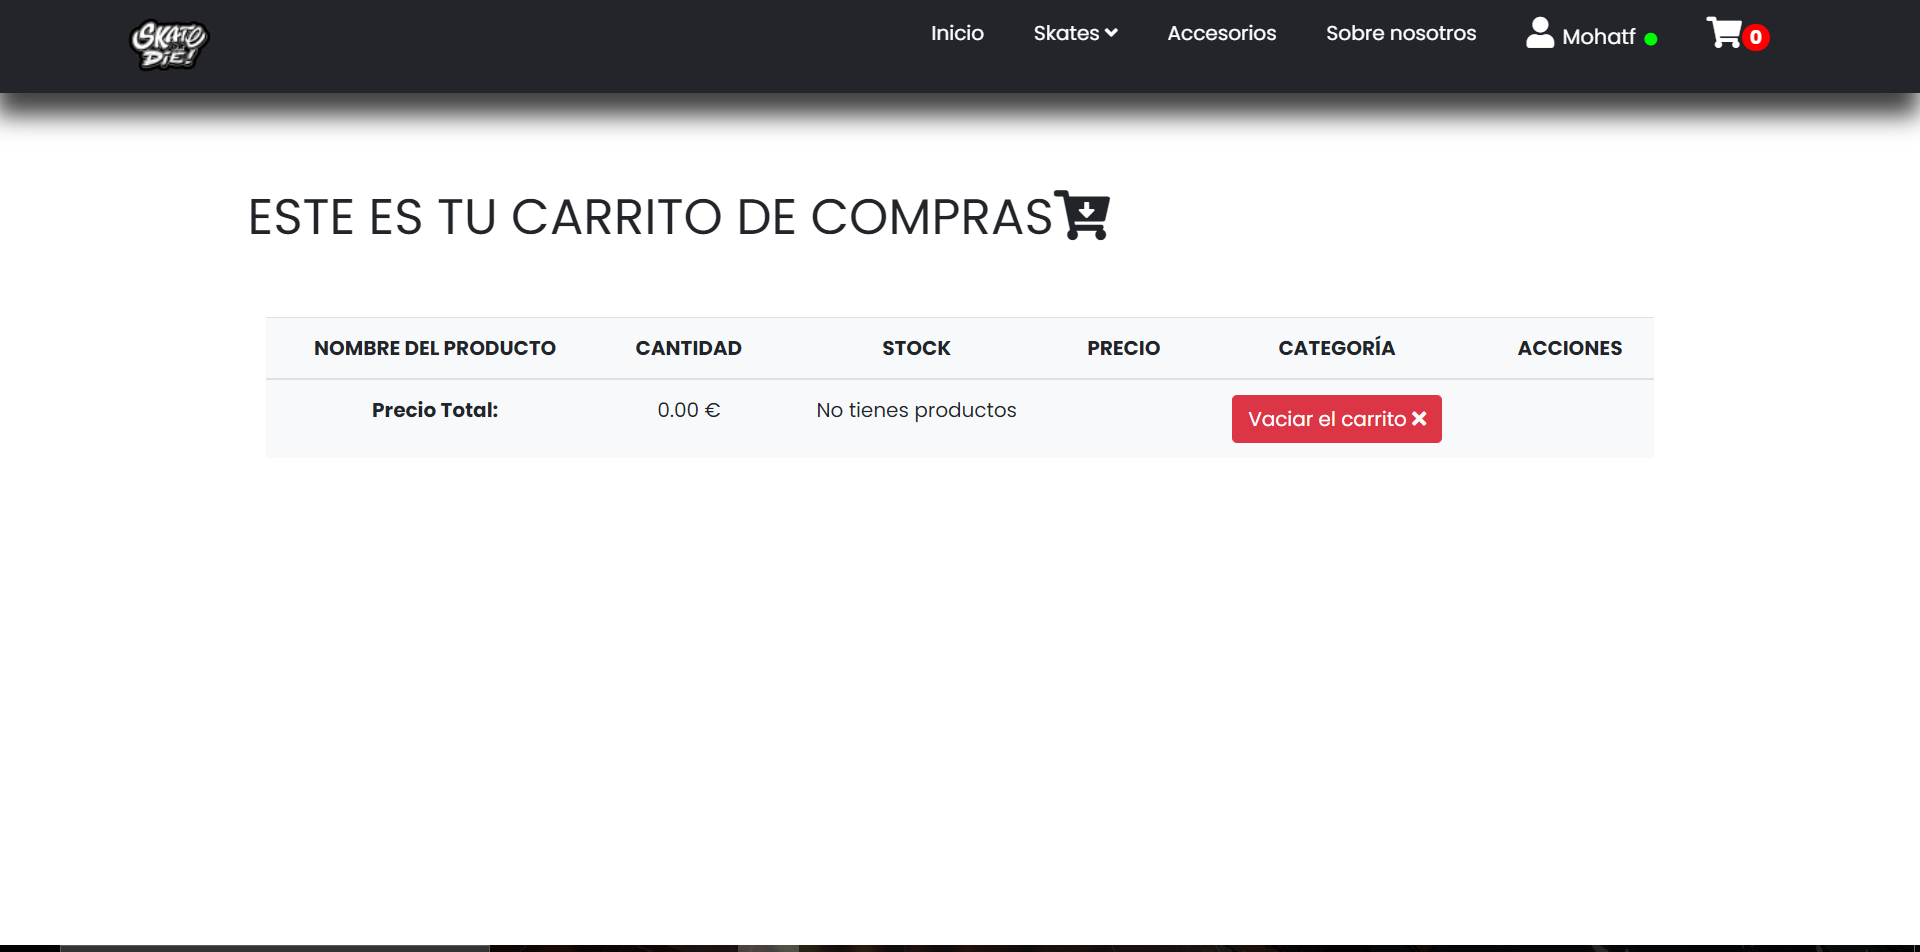 SKATE
OR
DIE!
Inicio Skates Accesorios Sobre nosotros Mohatf 0
ESTE ES TU CARRITO DE COMPRAS
NOMBRE DEL PRODUCTO CANTIDAD STOCK PRECIO CATEGORÍA ACCIONES
Precio Total: 0.00 € No tienes productos Vaciar el carrito